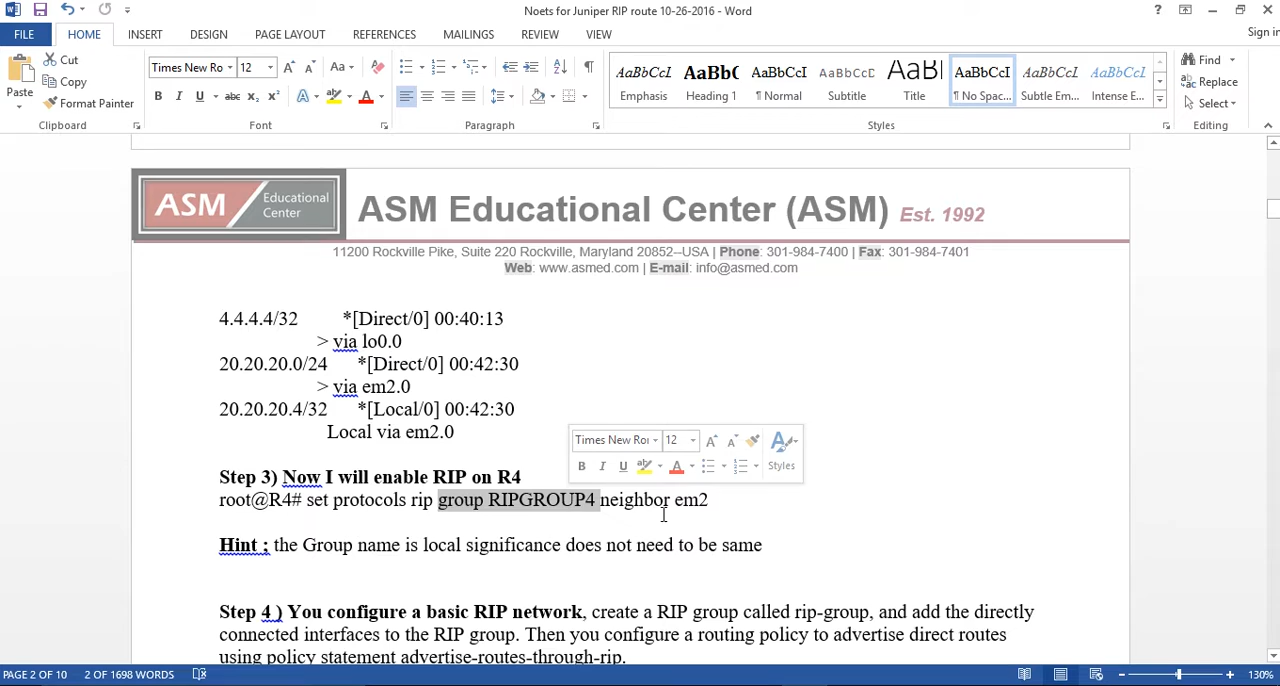 Noets for Juniper RIP route 10-26-2016 - Word
FILE HOME INSERT DESIGN PAGE LAYOUT REFERENCES MAILINGS REVIEW VIEW Sign in
Paste Cut Copy Format Painter
Times New Ro 12
AaBbCcI AaBbC AaBbCcI AaBbCcD AaBl AaBbCcI AaBbCcI AaBbCcI
Emphasis Heading 1 ¶ Normal Subtitle Title ¶ No Spac... Subtle Em... Intense E...
Find Replace Select
Clipboard Font Paragraph Styles Editing
ASM Educational Center
ASM Educational Center (ASM) Est. 1992
11200 Rockville Pike, Suite 220 Rockville, Maryland 20852--USA | Phone: 301-984-7400 | Fax: 301-984-7401
Web: www.asmed.com | E-mail: info@asmed.com
4.4.4.4/32 *[Direct/0] 00:40:13
> via lo0.0
20.20.20.0/24 *[Direct/0] 00:42:30
> via em2.0
20.20.20.4/32 *[Local/0] 00:42:30
Local via em2.0
Times New Ro 12
B I U Styles
Step 3) Now I will enable RIP on R4
root@R4# set protocols rip group RIPGROUP4 neighbor em2
Hint ; the Group name is local significance does not need to be same
Step 4 ) You configure a basic RIP network, create a RIP group called rip-group, and add the directly
connected interfaces to the RIP group. Then you configure a routing policy to advertise direct routes
using policy statement advertise-routes-through-rip.
PAGE 2 OF 10 2 OF 1698 WORDS 130%